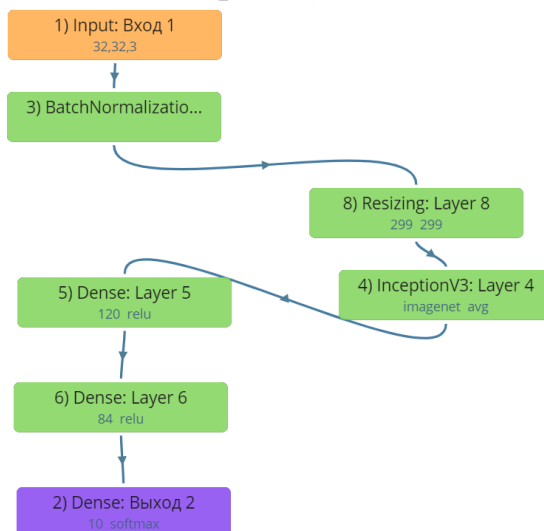 1) Input: Вход 1
32,32,3
3) BatchNormalizatio...
8) Resizing: Layer 8
299 299
4) InceptionV3: Layer 4
imagenet avg
5) Dense: Layer 5
120 relu
6) Dense: Layer 6
84 relu
2) Dense: Выход 2
10 softmax